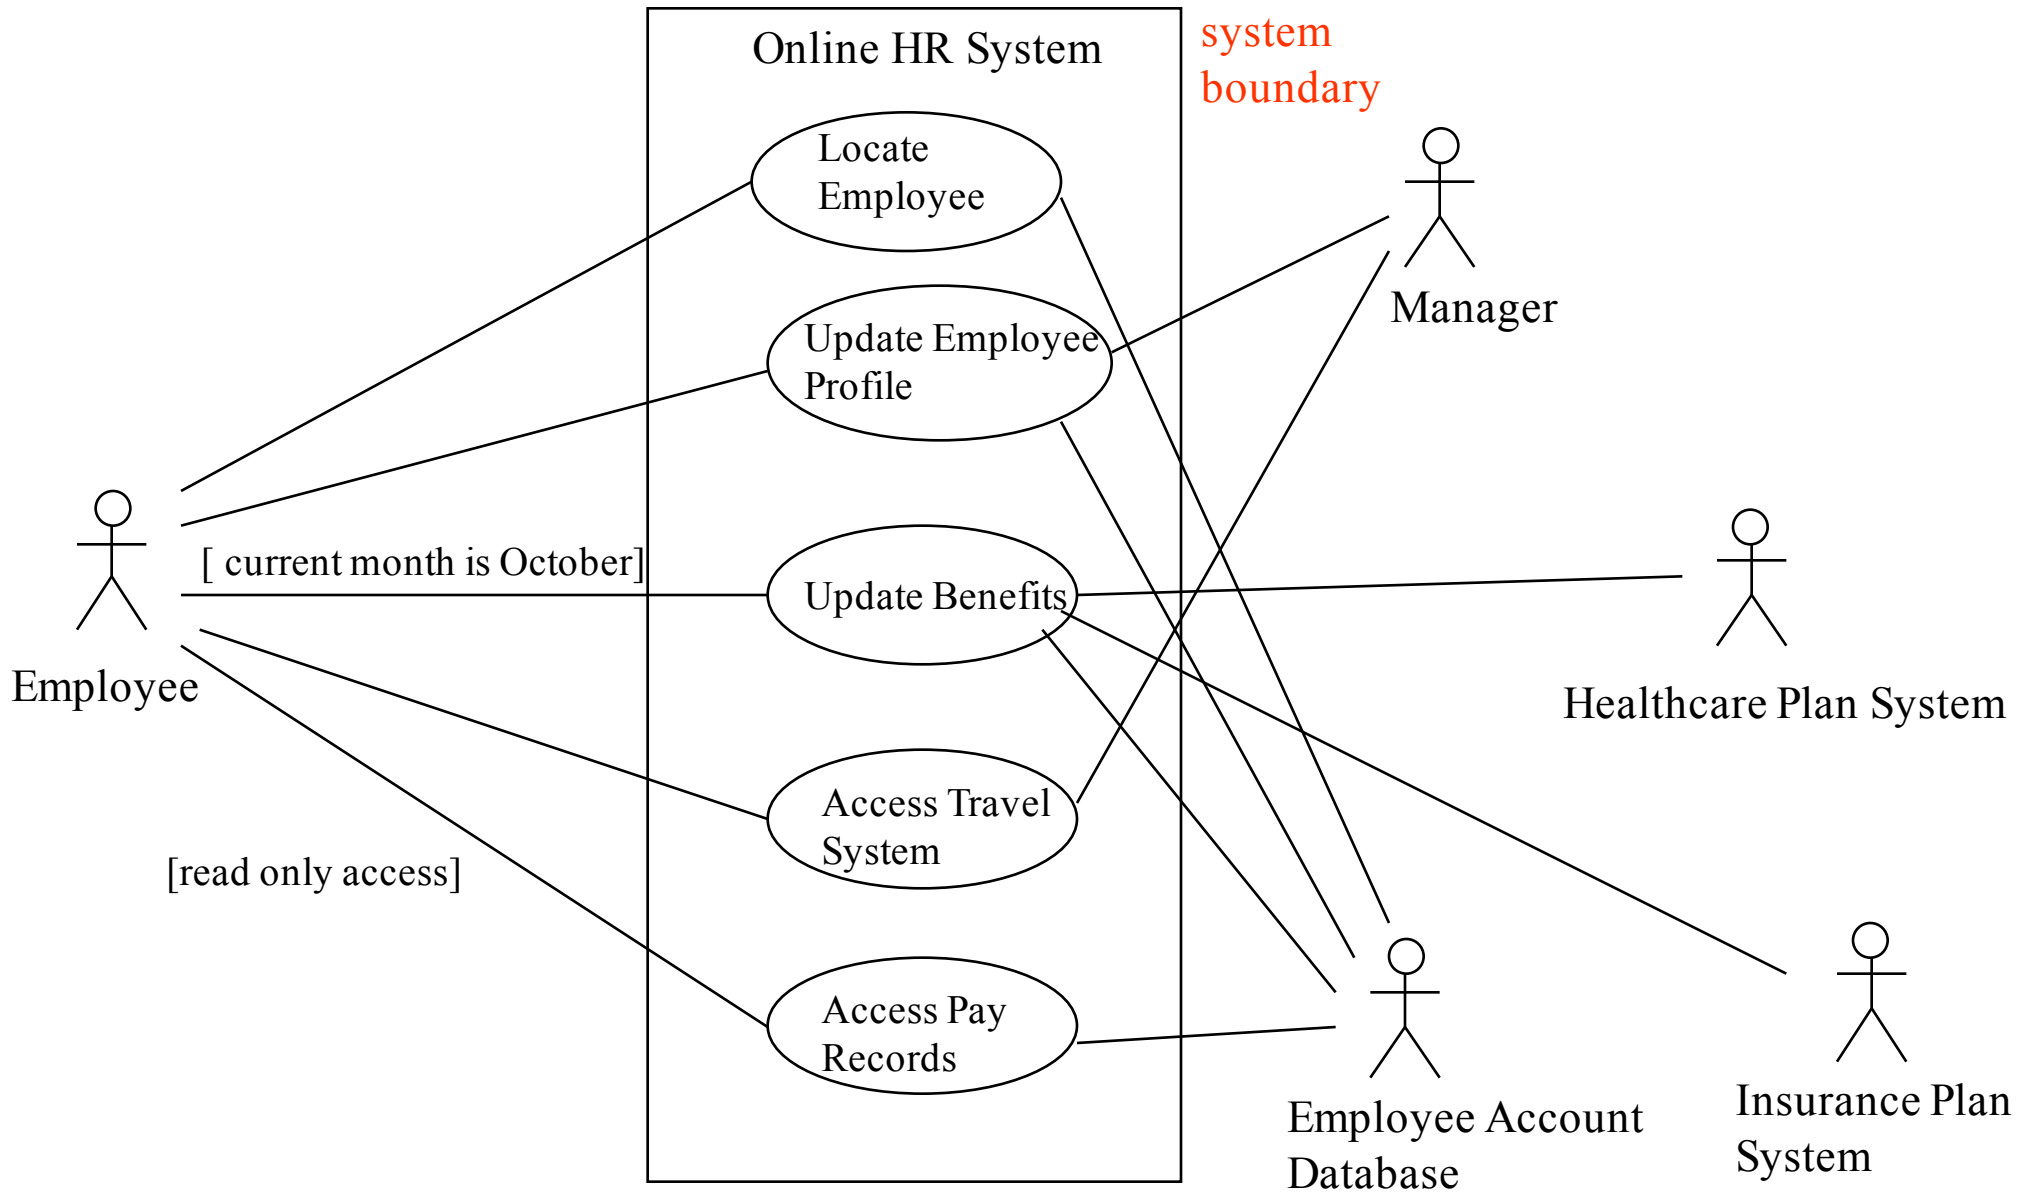 Online HR System
system
boundary
Locate
Employee
Manager
Update Employee
Profile
[ current month is October]
Update Benefits
Employee
Healthcare Plan System
Access Travel
System
[read only access]
Access Pay
Records
Employee Account
Database
Insurance Plan
System